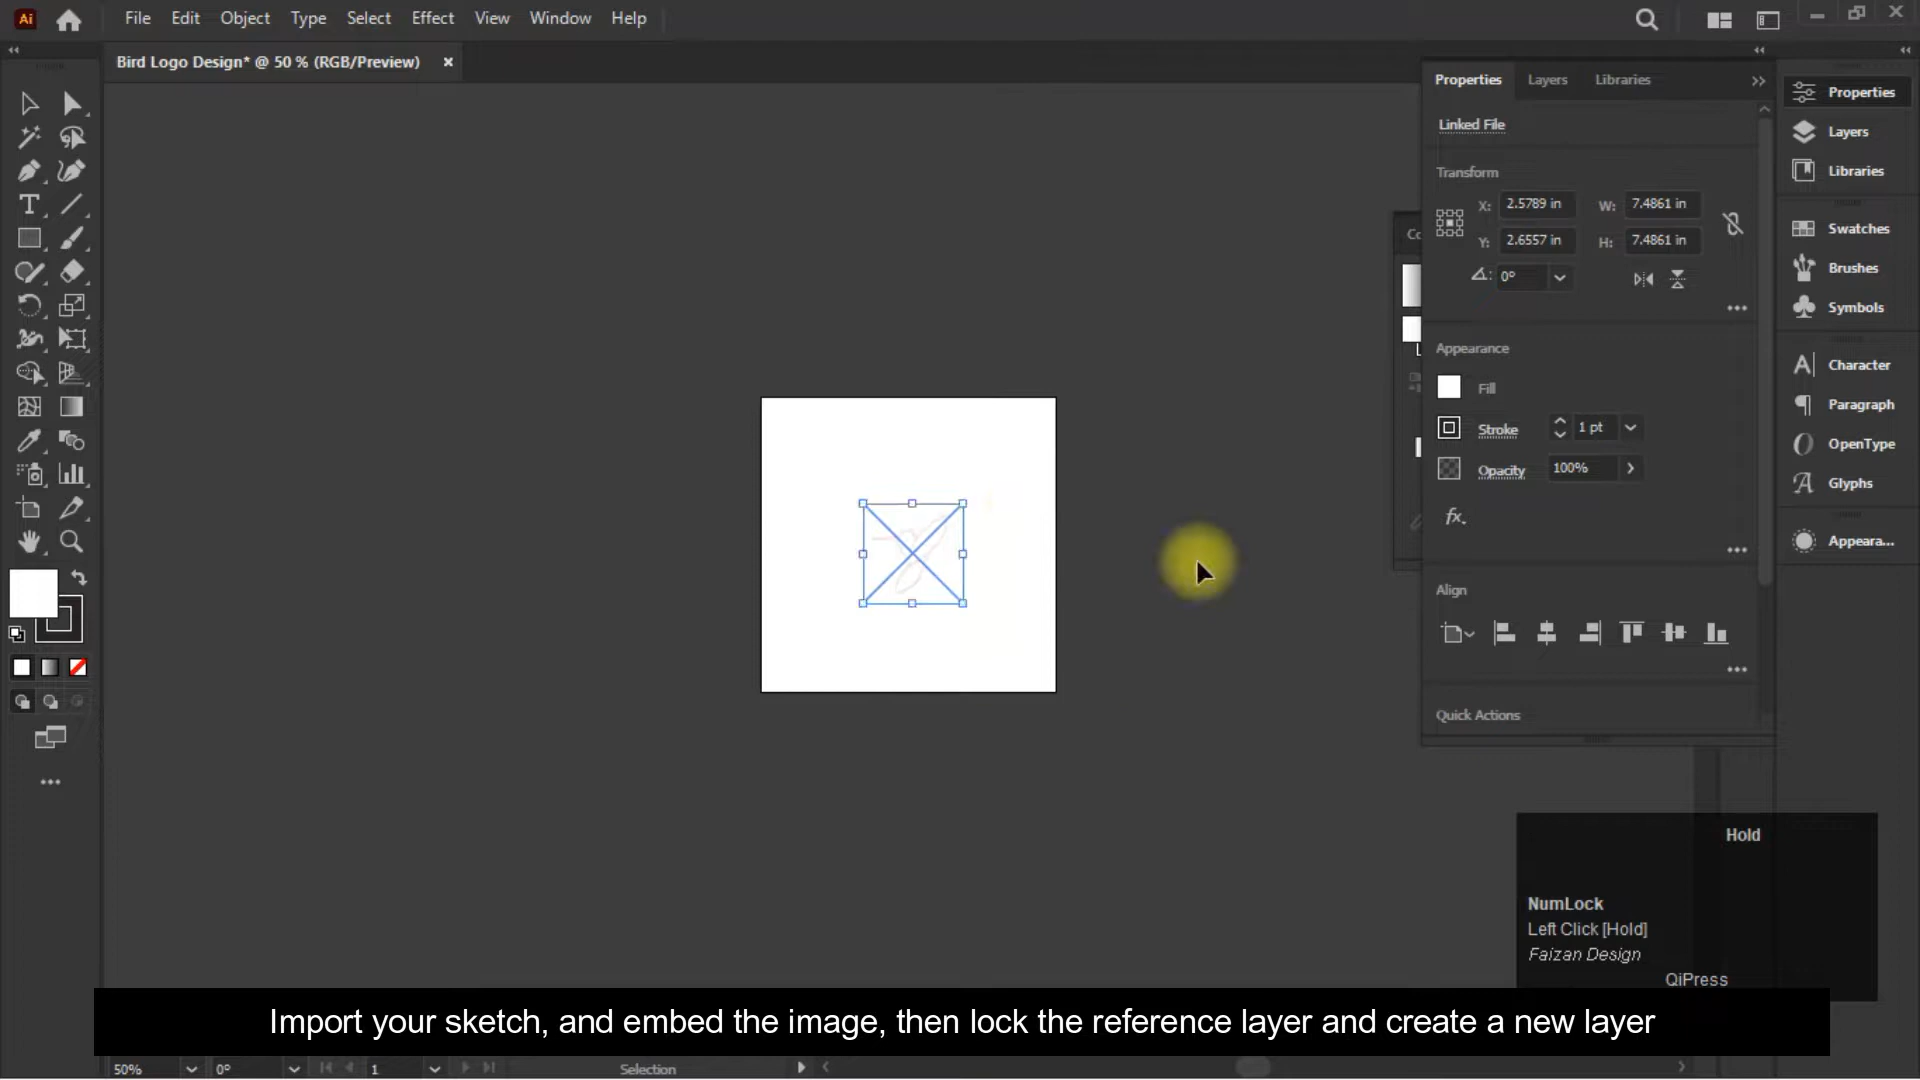 Ai File Edit Object Type Select Effect View Window Help
Bird Logo Design* @ 50 % (RGB/Preview) ×
Properties Layers Libraries
Linked File
Transform
X: 2.5789 in W: 7.4861 in
Y: 2.6557 in H: 7.4861 in
0°
Appearance
Fill
Stroke 1 pt
Opacity 100%
fx.
Align
Quick Actions
Properties
Layers
Libraries
Swatches
Brushes
Symbols
Character
Paragraph
OpenType
Glyphs
Appeara...
Hold
NumLock
Left Click [Hold]
Faizan Design
QiPress
Import your sketch, and embed the image, then lock the reference layer and create a new layer
50% 0° 1 Selection